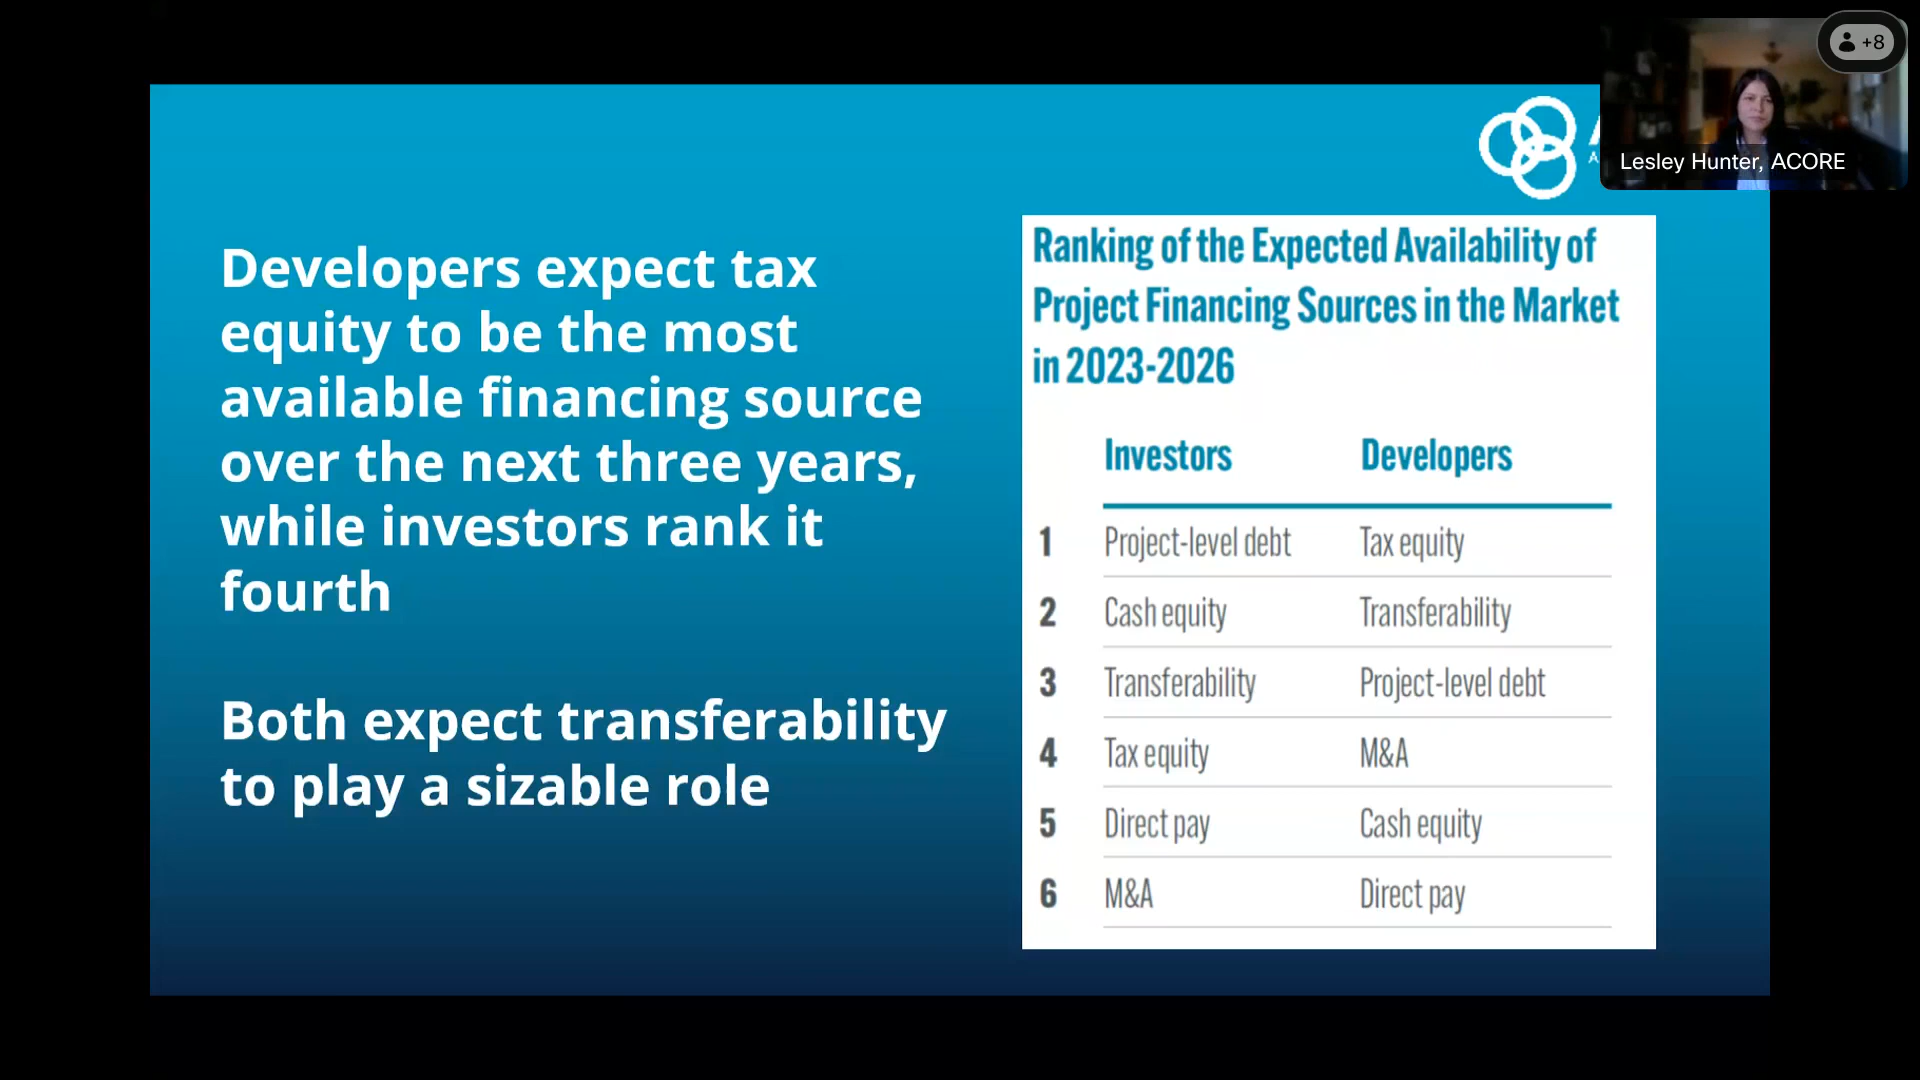 +8
Lesley Hunter, ACORE
Developers expect tax
equity to be the most
available financing source
over the next three years,
while investors rank it
fourth
Both expect transferability
to play a sizable role
Ranking of the Expected Availability of
Project Financing Sources in the Market
in 2023-2026
Investors Developers
1 Project-level debt Tax equity
2 Cash equity Transferability
3 Transferability Project-level debt
4 Tax equity M&A
5 Direct pay Cash equity
6 M&A Direct pay